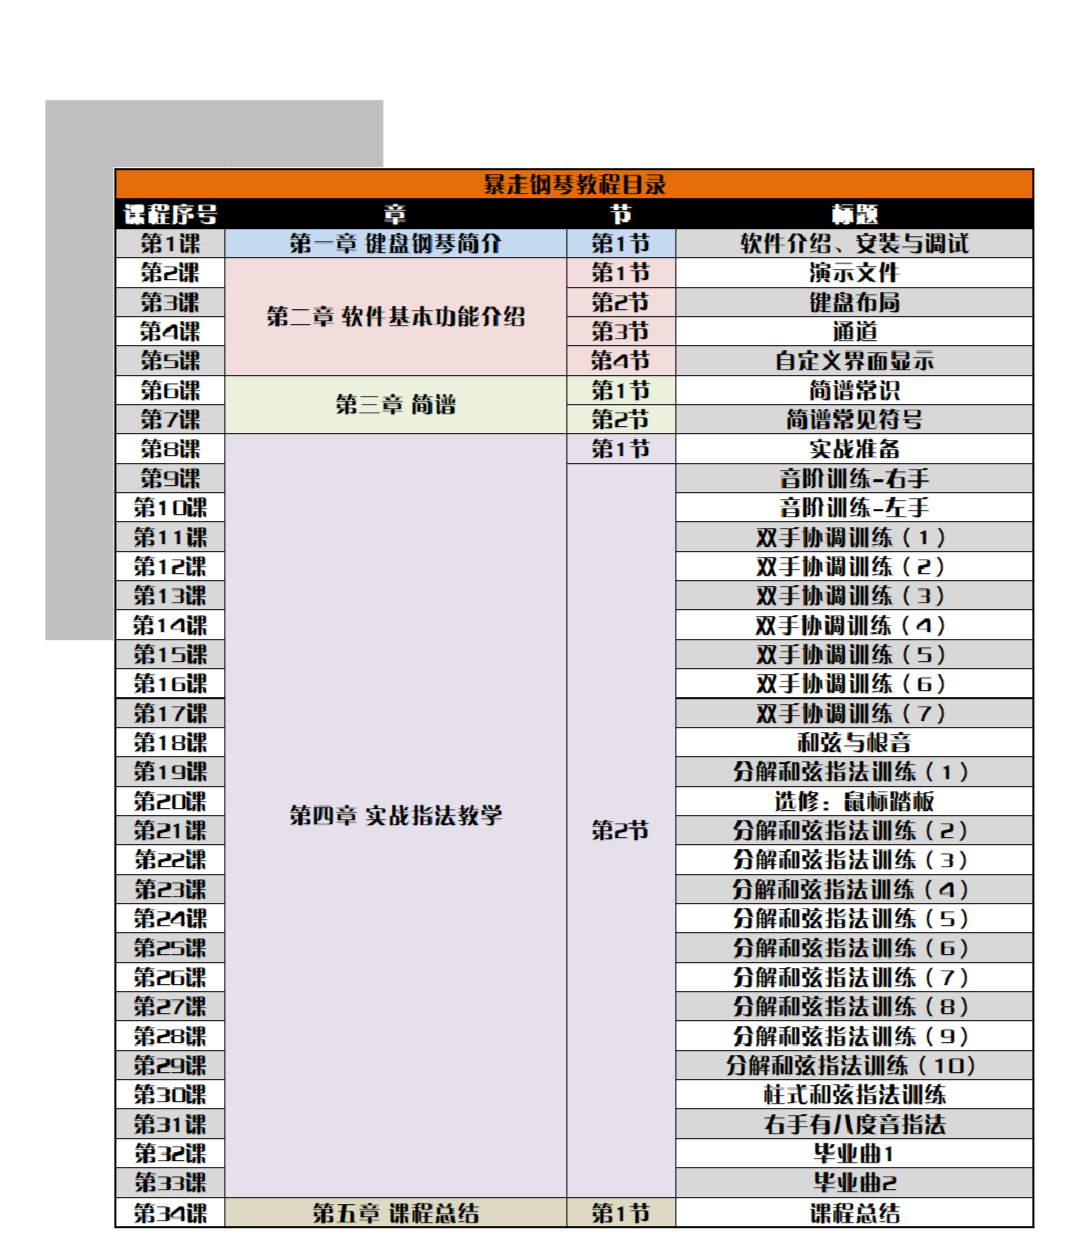 暴走钢琴教程目录
课程序号 章 节 标题
第1课 第一章 键盘钢琴简介 第1节 软件介绍、安装与调试
第2课 第二章 软件基本功能介绍 第1节 演示文件
第3课 第2节 键盘布局
第4课 第3节 通道
第5课 第4节 自定义界面显示
第6课 第三章 简谱 第1节 简谱常识
第7课 第2节 简谱常见符号
第8课 第四章 实战指法教学 第1节 实战准备
第9课 第2节 音阶训练-右手
第10课 音阶训练-左手
第11课 双手协调训练（1）
第12课 双手协调训练（2）
第13课 双手协调训练（3）
第14课 双手协调训练（4）
第15课 双手协调训练（5）
第16课 双手协调训练（6）
第17课 双手协调训练（7）
第18课 和弦与根音
第19课 分解和弦指法训练（1）
第20课 选修：鼠标踏板
第21课 分解和弦指法训练（2）
第22课 分解和弦指法训练（3）
第23课 分解和弦指法训练（4）
第24课 分解和弦指法训练（5）
第25课 分解和弦指法训练（6）
第26课 分解和弦指法训练（7）
第27课 分解和弦指法训练（8）
第28课 分解和弦指法训练（9）
第29课 分解和弦指法训练（10）
第30课 柱式和弦指法训练
第31课 右手有八度音指法
第32课 毕业曲1
第33课 毕业曲2
第34课 第五章 课程总结 第1节 课程总结